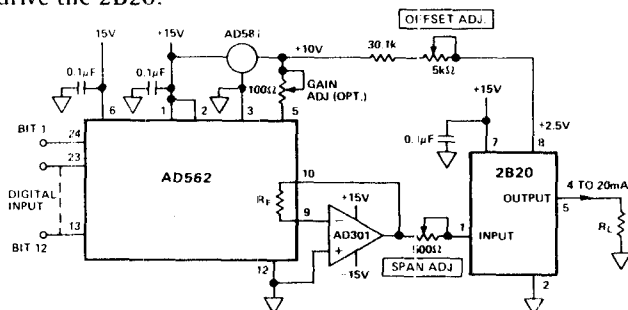 drive the 2B20.
OFFSET ADJ.
15V
+15V
AD581
+10V
30.1k
5kΩ
0.1µF
0.1µF
100Ω
GAIN
ADJ (OPT.)
+15V
0.1µF
+2.5V
6
1
2
3
5
7
8
BIT 1
24
23
AD562
2B20
DIGITAL
INPUT
10
RF
9
+15V
−
AD301
+
OUTPUT
4 TO 20mA
5
INPUT
1
RL
13
BIT 12
12
15V
500Ω
SPAN ADJ
2